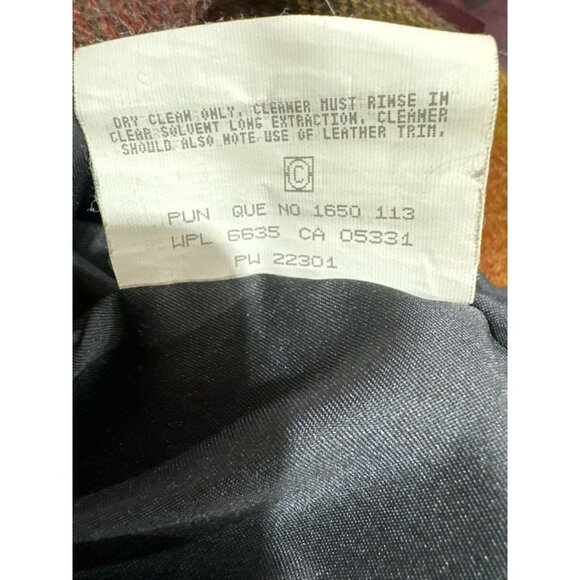 DRY CLEAN ONLY. CLEANER MUST RINSE IN
CLEAR SOLVENT LONG EXTRACTION. CLEANER
SHOULD ALSO NOTE USE OF LEATHER TRIM.
C
PUN QUE NO 1650 113
WPL 6635 CA 05331
PW 22301